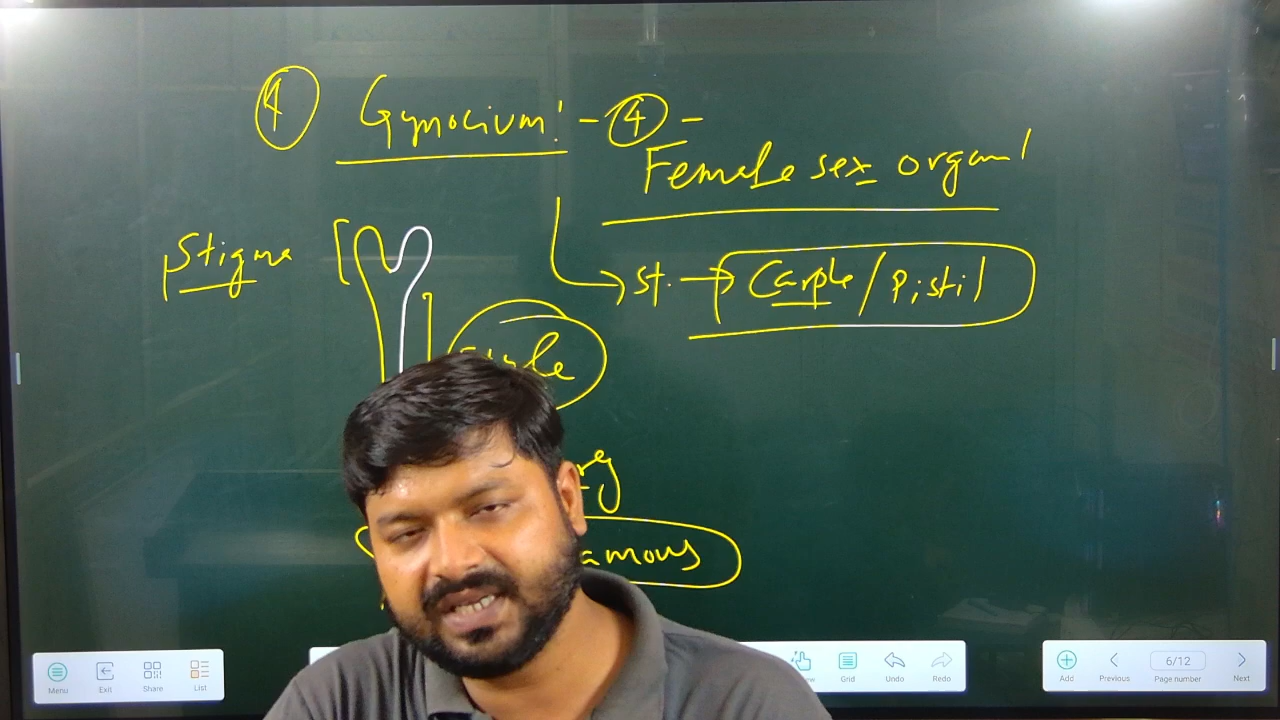 ④ Gynocium! - ④ -
Female sex organ
Stigma
st. → Carple / Pistil
amous
Menu
Exit
Share
List
Grid
Undo
Redo
Add
Previous
6/12
Page number
Next